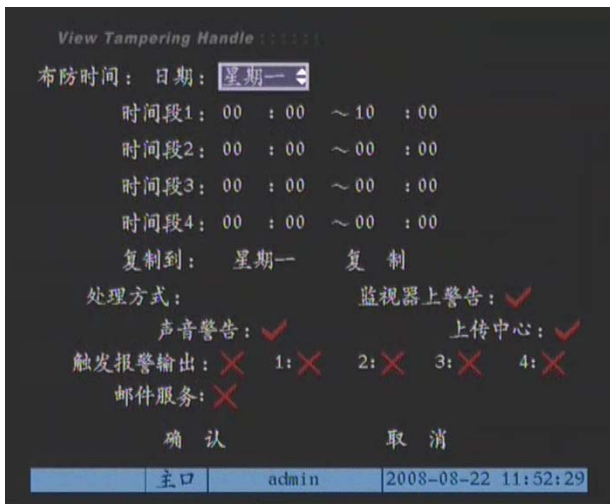 View Tampering Handle ::::::
布防时间： 日期： 星期一
时间段1： 00 : 00 ～10 : 00
时间段2： 00 : 00 ～00 : 00
时间段3： 00 : 00 ～00 : 00
时间段4： 00 : 00 ～00 : 00
复制到： 星期一 复 制
处理方式： 监视器上警告：
声音警告： 上传中心：
触发报警输出： 1: 2: 3: 4:
邮件服务:
确 认 取 消
主口 admin 2008-08-22 11:52:29